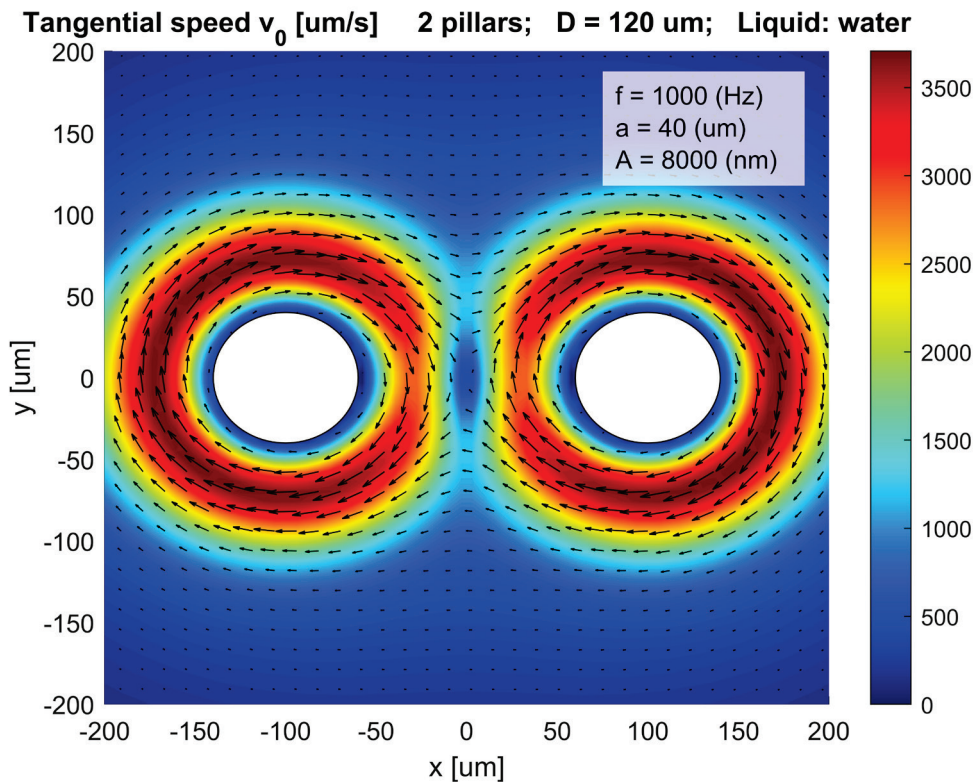 Tangential speed v0 [um/s] 2 pillars; D = 120 um; Liquid: water
f = 1000 (Hz)
a = 40 (um)
A = 8000 (nm)
200
150
100
50
0
-50
-100
-150
-200
y [um]
-200 -150 -100 -50 0 50 100 150 200
x [um]
3500
3000
2500
2000
1500
1000
500
0